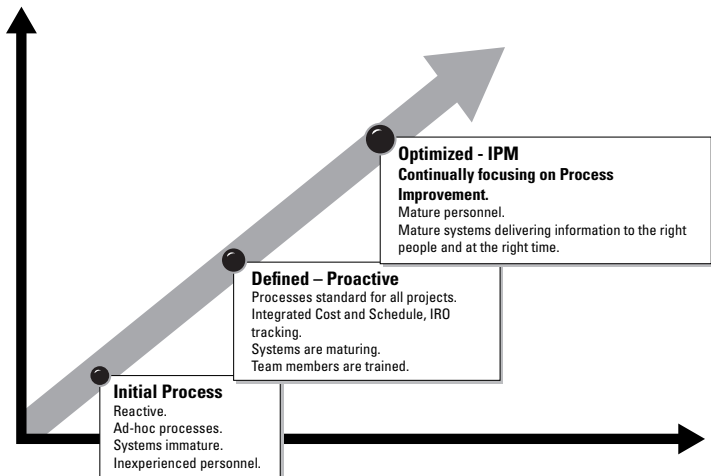 Optimized - IPM
Continually focusing on Process
Improvement.
Mature personnel.
Mature systems delivering information to the right
people and at the right time.
Defined – Proactive
Processes standard for all projects.
Integrated Cost and Schedule, IRO
tracking.
Systems are maturing.
Team members are trained.
Initial Process
Reactive.
Ad-hoc processes.
Systems immature.
Inexperienced personnel.